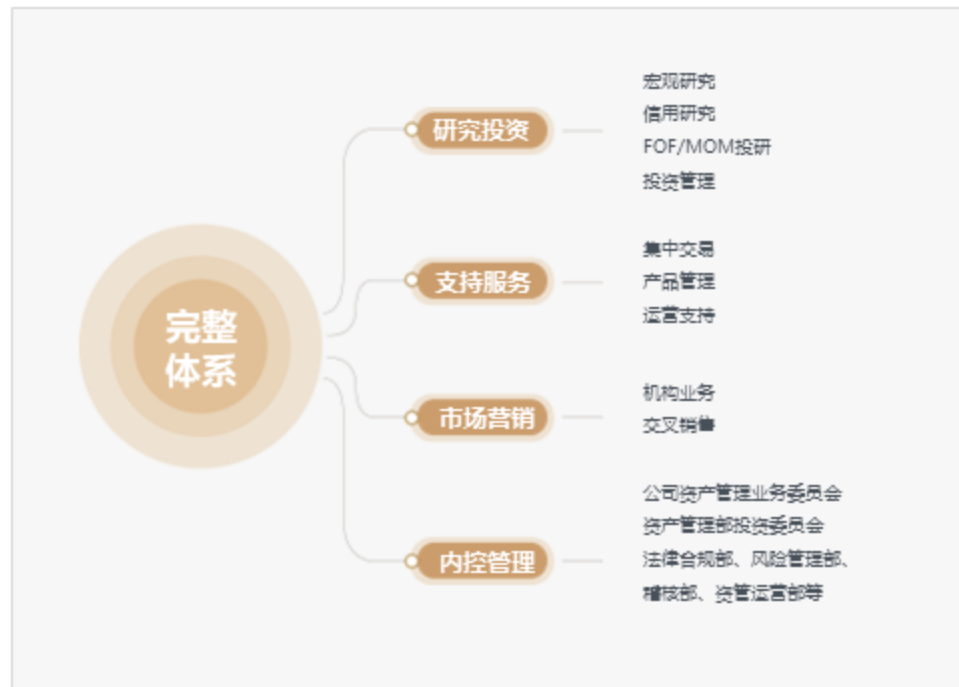 完整
体系
研究投资
宏观研究
信用研究
FOF/MOM投研
投资管理
支持服务
集中交易
产品管理
运营支持
市场营销
机构业务
交叉销售
内控管理
公司资产管理业务委员会
资产管理部投资委员会
法律合规部、风险管理部、
稽核部、资管运营部等